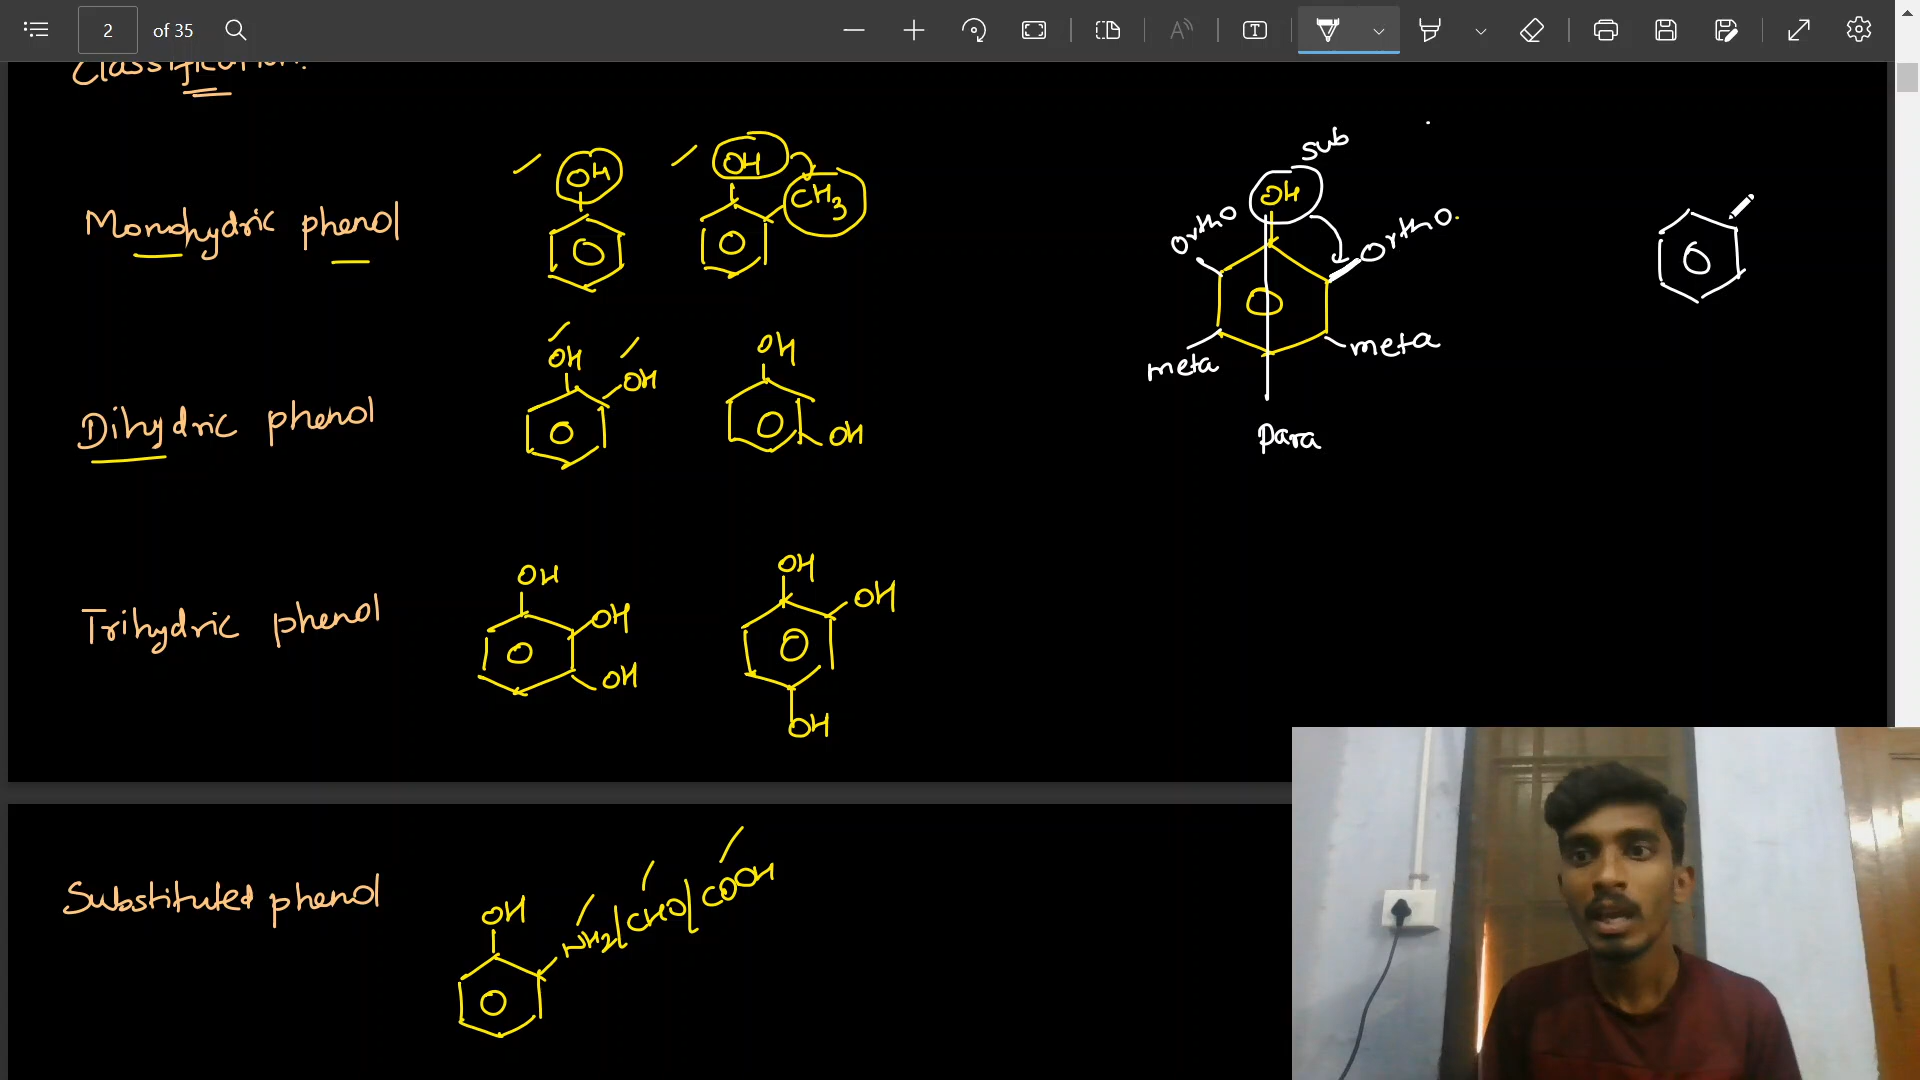 2 of 35
Classification:
sub
OH OH OH
CH3
Ortho Ortho
Monohydric phenol
meta meta
OH OH
OH
Dihydric phenol
OH
Para
OH OH
OH OH
Trihydric phenol
OH
OH
Substituted phenol
OH NH2/CHO/COOH